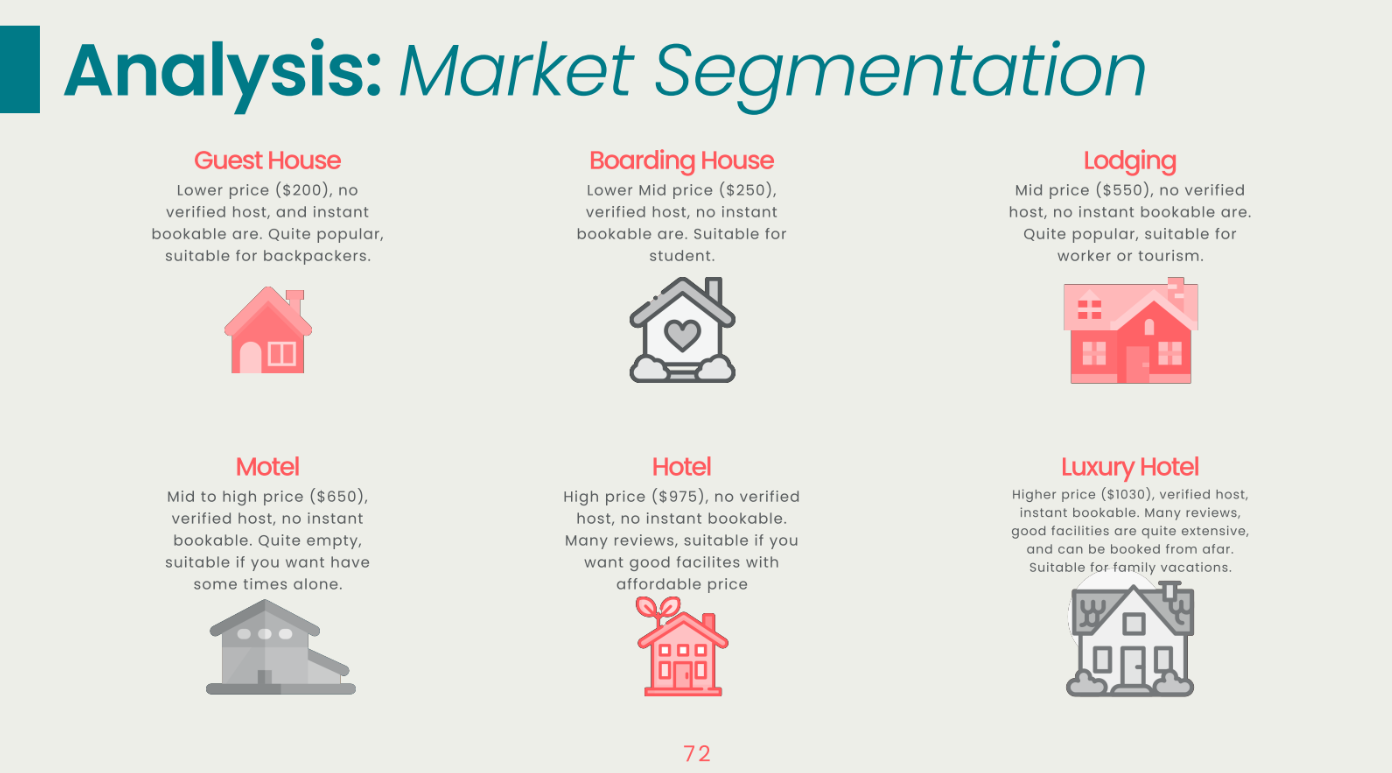 Analysis: Market Segmentation
Guest House
Lower price ($200), no
verified host, and instant
bookable are. Quite popular,
suitable for backpackers.
Boarding House
Lower Mid price ($250),
verified host, no instant
bookable are. Suitable for
student.
Lodging
Mid price ($550), no verified
host, no instant bookable are.
Quite popular, suitable for
worker or tourism.
Motel
Mid to high price ($650),
verified host, no instant
bookable. Quite empty,
suitable if you want have
some times alone.
Hotel
High price ($975), no verified
host, no instant bookable.
Many reviews, suitable if you
want good facilites with
affordable price
Luxury Hotel
Higher price ($1030), verified host,
instant bookable. Many reviews,
good facilities are quite extensive,
and can be booked from afar.
Suitable for family vacations.
72